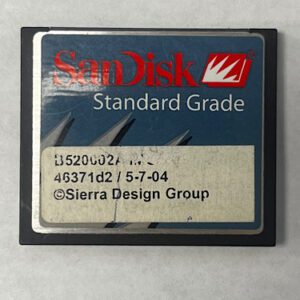 SanDisk
Standard Grade
46371d2 / 5-7-04
©Sierra Design Group